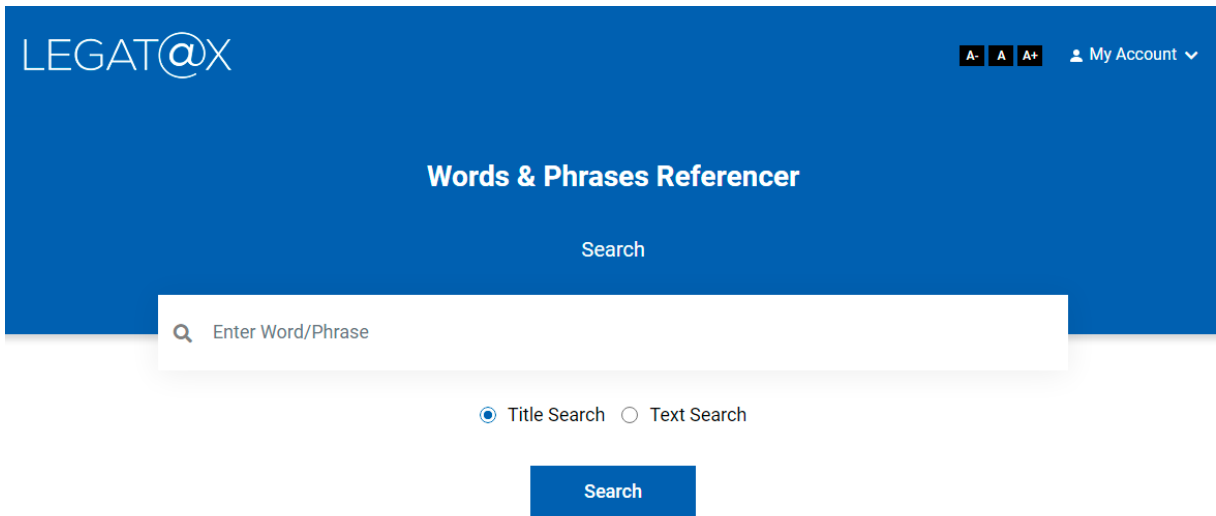 LEGAT@X
A- A A+ My Account
Words & Phrases Referencer
Search
Enter Word/Phrase
Title Search Text Search
Search